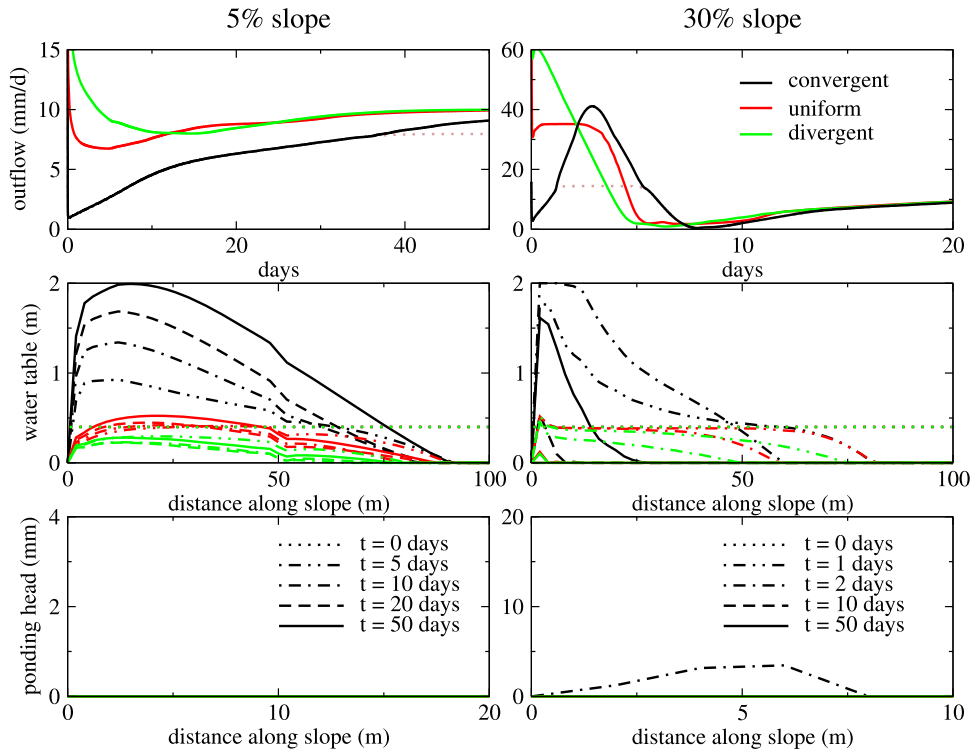 5% slope
30% slope
outflow (mm/d)
15
10
5
0
0
20
40
days
60
40
20
0
0
10
20
days
convergent
uniform
divergent
water table (m)
2
1
0
0
50
100
distance along slope (m)
2
1
0
0
50
100
distance along slope (m)
ponding head (mm)
4
2
0
0
10
20
distance along slope (m)
t = 0 days
t = 5 days
t = 10 days
t = 20 days
t = 50 days
20
10
0
0
5
10
distance along slope (m)
t = 0 days
t = 1 days
t = 2 days
t = 10 days
t = 50 days